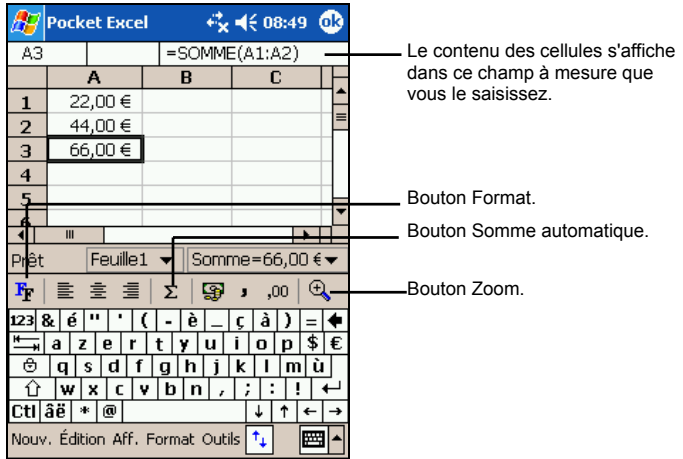 Pocket Excel 08:49 ok
A3 =SOMME(A1:A2)
Le contenu des cellules s'affiche
dans ce champ à mesure que
vous le saisissez.
A B C
1 22,00 €
2 44,00 €
3 66,00 €
4
5
6
Bouton Format.
Bouton Somme automatique.
Prêt Feuille1 Somme=66,00 €
FF Σ , ,00
Bouton Zoom.
123 & é " ' ( - è _ ç à ) =
a z e r t y u i o p $ €
q s d f g h j k l m ù
w x c v b n , ; : !
Ctl âë * @ ↓ ↑ ← →
Nouv. Édition Aff. Format Outils